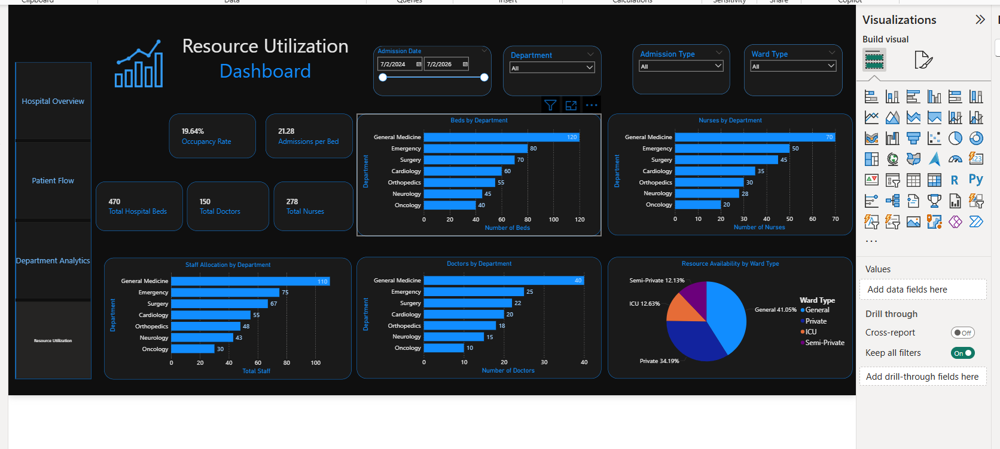 Clipboard
Data
Queries
Insert
Calculations
Sensitivity
Share
Copilot
Resource Utilization
Dashboard
Admission Date
7/2/2024
7/2/2026
Department
All
Admission Type
All
Ward Type
All
Hospital Overview
Patient Flow
Department Analytics
Resource Utilization
19.64%
Occupancy Rate
21.28
Admissions per Bed
470
Total Hospital Beds
150
Total Doctors
278
Total Nurses
Beds by Department
Department
General Medicine 120
Emergency 80
Surgery 70
Cardiology 60
Orthopedics 55
Neurology 45
Oncology 40
0 20 40 60 80 100 120
Number of Beds
Nurses by Department
Department
General Medicine 70
Emergency 50
Surgery 45
Cardiology 35
Orthopedics 30
Neurology 28
Oncology 20
0 10 20 30 40 50 60 70
Number of Nurses
Staff Allocation by Department
Department
General Medicine 110
Emergency 75
Surgery 67
Cardiology 55
Orthopedics 48
Neurology 43
Oncology 30
0 20 40 60 80 100
Total Staff
Doctors by Department
Department
General Medicine 40
Emergency 25
Surgery 22
Cardiology 20
Orthopedics 18
Neurology 15
Oncology 10
0 10 20 30 40
Number of Doctors
Resource Availability by Ward Type
Semi-Private 12.13%
ICU 12.63%
Private 34.19%
General 41.05%
Ward Type
General
Private
ICU
Semi-Private
Visualizations
Build visual
123
R
Py
...
Values
Add data fields here
Drill through
Cross-report
Off
Keep all filters
On
Add drill-through fields here